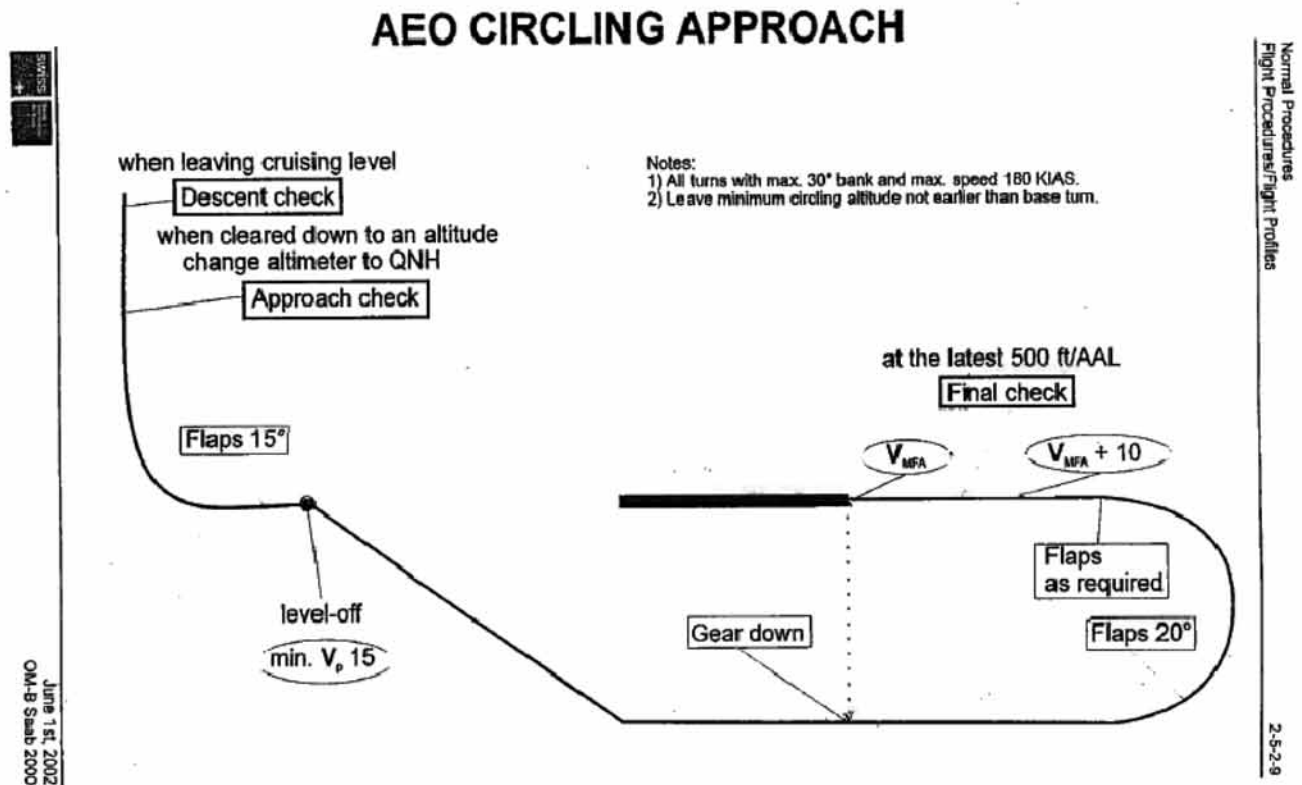 AEO CIRCLING APPROACH
swiss
Normal Procedures
Flight Procedures/Flight Profiles
when leaving cruising level
Descent check
when cleared down to an altitude
change altimeter to QNH
Approach check
Notes:
1) All turns with max. 30° bank and max. speed 180 KIAS.
2) Leave minimum circling altitude not earlier than base turn.
at the latest 500 ft/AAL
Final check
Flaps 15°
VMFA
VMFA + 10
Flaps
as required
level-off
min. Vp 15
Gear down
Flaps 20°
June 1st, 2002
OM-B Saab 2000
2-5-2-9